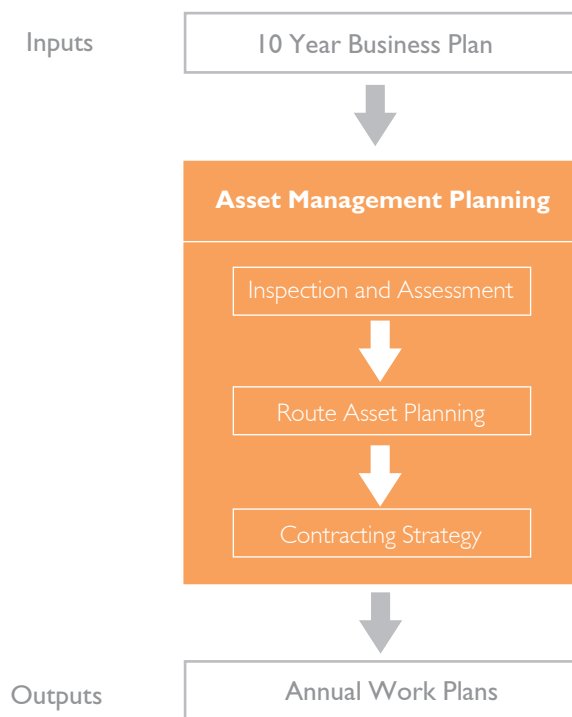 Inputs
10 Year Business Plan
Asset Management Planning
Inspection and Assessment
Route Asset Planning
Contracting Strategy
Outputs
Annual Work Plans